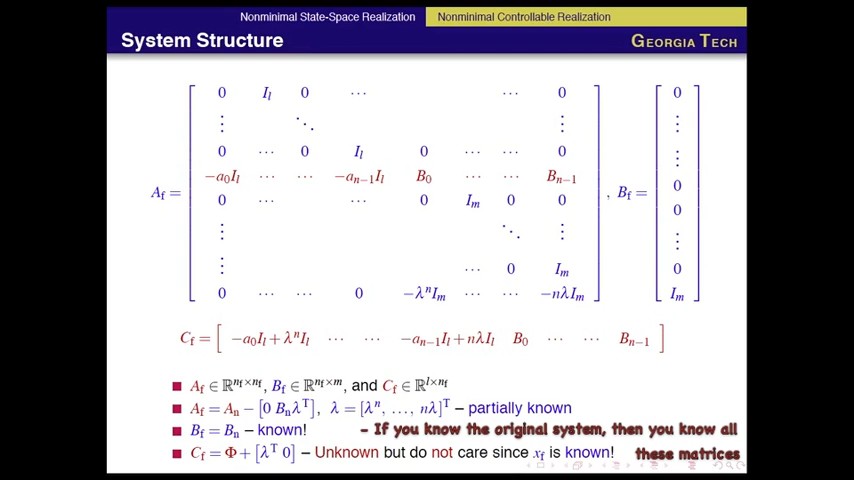 Nonminimal State-Space Realization Nonminimal Controllable Realization
System Structure GEORGIA TECH
0 I_l 0 ⋯ ⋯ 0
⋮ ⋱ ⋮
0 ⋯ 0 I_l 0 ⋯ ⋯ 0
−a_0 I_l ⋯ ⋯ −a_{n−1} I_l B_0 ⋯ ⋯ B_{n−1}
A_f = 0 ⋯ ⋯ 0 I_m 0 0 , B_f = 0 ⋮ ⋮ 0 0 ⋮ 0 I_m
⋮ ⋱ ⋮
⋮ ⋯ 0 I_m
0 ⋯ ⋯ 0 −λ^n I_m ⋯ ⋯ −nλI_m
C_f = [ −a_0 I_l + λ^n I_l ⋯ ⋯ −a_{n−1} I_l + nλI_l B_0 ⋯ ⋯ B_{n−1} ]
A_f ∈ ℝ^{n_f×n_f}, B_f ∈ ℝ^{n_f×m}, and C_f ∈ ℝ^{l×n_f}
A_f = A_n − [0 B_n λ^T], λ = [λ^n, …, nλ]^T – partially known
B_f = B_n – known! - If you know the original system, then you know all
C_f = Φ + [λ^T 0] – Unknown but do not care since x_f is known! these matrices